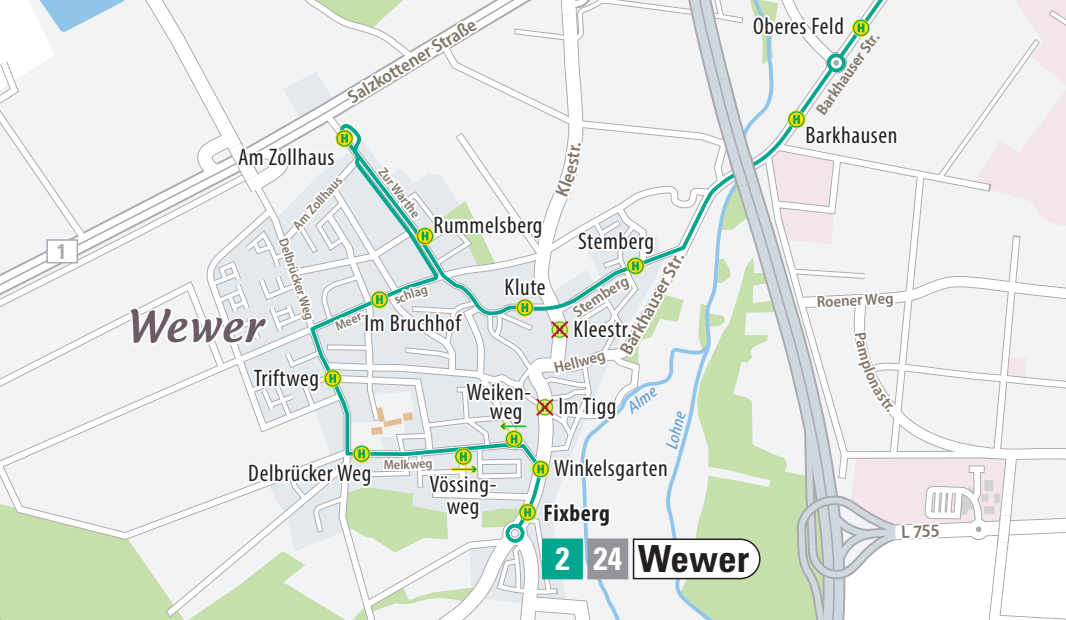 Oberes Feld
H
Barkhauser Str.
Salzkottener Straße
H
Barkhausen
H
Am Zollhaus
Kleestr.
Zur Warthe
Am Zollhaus
H
Rummelsberg
Stemberg
H
1
Delbrücker Weg
Barkhauser Str.
Klute
H
Stemberg
H
Meer-
schlag
Im Bruchhof
Roener Weg
Wewer
H
Kleestr.
Hellweg
Pamplonastr.
Triftweg
H
Weiken-
weg
H
Im Tigg
Alme
Lohne
H
H
Delbrücker Weg
Melkweg
H
Vössing-
weg
H
Winkelsgarten
H
Fixberg
L 755
2
24
Wewer